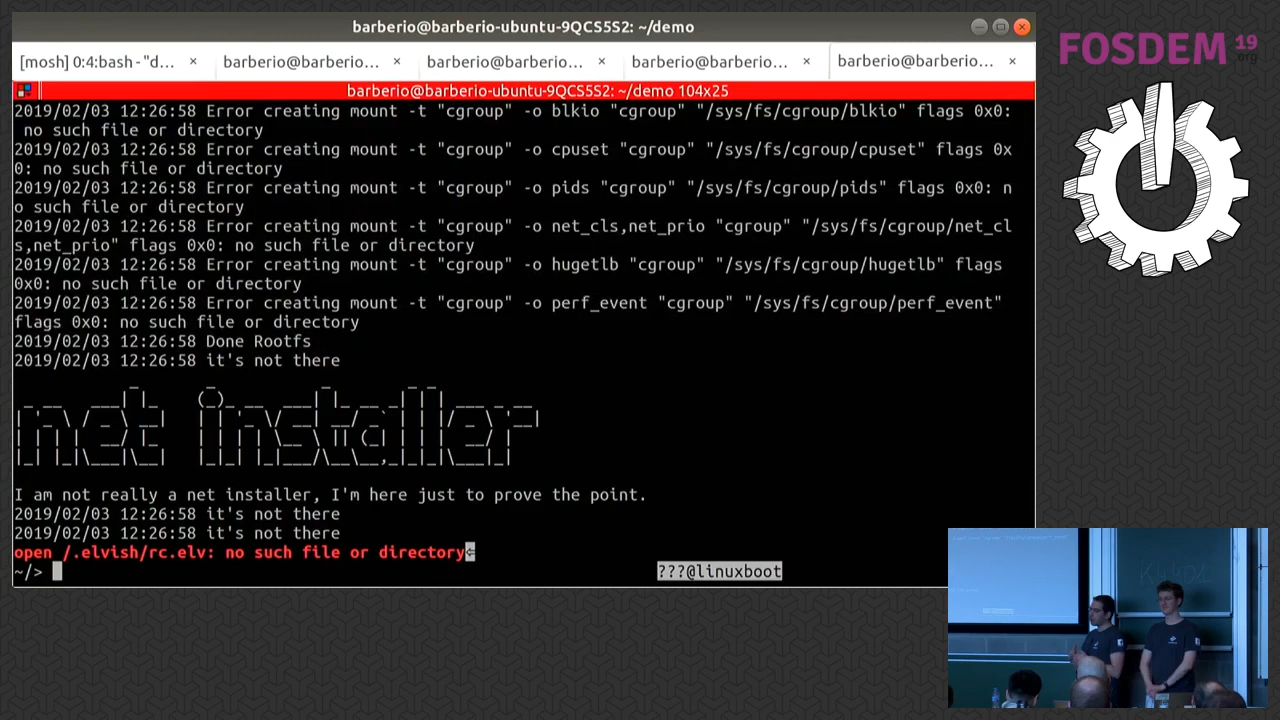 barberio@barberio-ubuntu-9QCS5S2: ~/demo
[mosh] 0:4:bash - "d... × barberio@barberio... × barberio@barberio... × barberio@barberio... × barberio@barberio... ×
FOSDEM 19
.org
barberio@barberio-ubuntu-9QCS5S2: ~/demo 104x25
2019/02/03 12:26:58 Error creating mount -t "cgroup" -o blkio "cgroup" "/sys/fs/cgroup/blkio" flags 0x0:
no such file or directory
2019/02/03 12:26:58 Error creating mount -t "cgroup" -o cpuset "cgroup" "/sys/fs/cgroup/cpuset" flags 0x
0: no such file or directory
2019/02/03 12:26:58 Error creating mount -t "cgroup" -o pids "cgroup" "/sys/fs/cgroup/pids" flags 0x0: n
o such file or directory
2019/02/03 12:26:58 Error creating mount -t "cgroup" -o net_cls,net_prio "cgroup" "/sys/fs/cgroup/net_cl
s,net_prio" flags 0x0: no such file or directory
2019/02/03 12:26:58 Error creating mount -t "cgroup" -o hugetlb "cgroup" "/sys/fs/cgroup/hugetlb" flags
0x0: no such file or directory
2019/02/03 12:26:58 Error creating mount -t "cgroup" -o perf_event "cgroup" "/sys/fs/cgroup/perf_event"
flags 0x0: no such file or directory
2019/02/03 12:26:58 Done Rootfs
2019/02/03 12:26:58 it's not there
net installer
I am not really a net installer, I'm here just to prove the point.
2019/02/03 12:26:58 it's not there
2019/02/03 12:26:58 it's not there
open /.elvish/rc.elv: no such file or directory
~/> ???@linuxboot